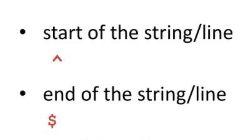 • start of the string/line
^
• end of the string/line
$